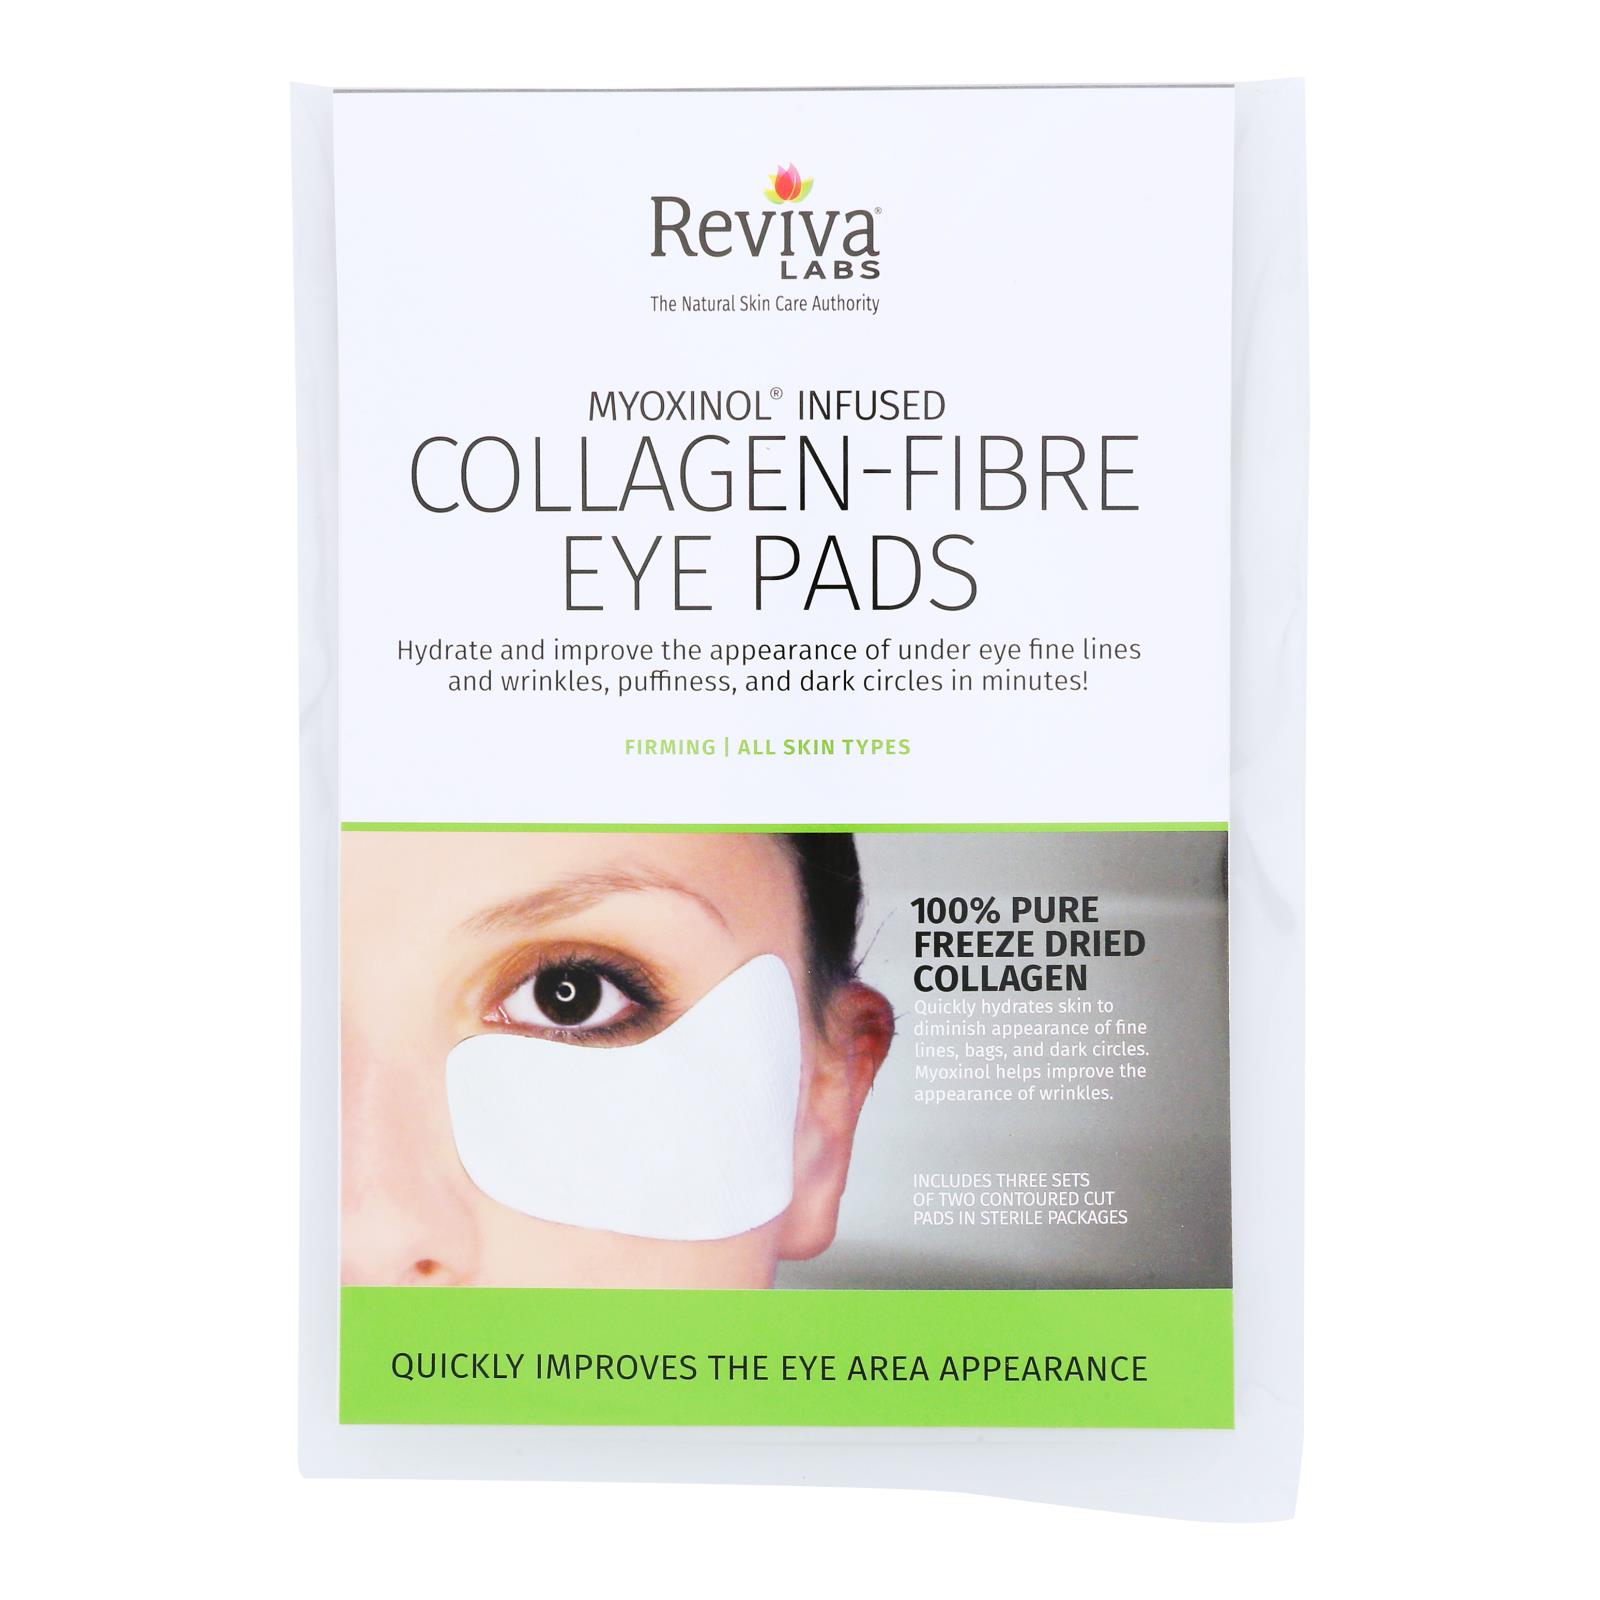 Reviva®
LABS
The Natural Skin Care Authority
MYOXINOL® INFUSED
COLLAGEN-FIBRE
EYE PADS
Hydrate and improve the appearance of under eye fine lines
and wrinkles, puffiness, and dark circles in minutes!
FIRMING | ALL SKIN TYPES
100% PURE
FREEZE DRIED
COLLAGEN
Quickly hydrates skin to
diminish appearance of fine
lines, bags, and dark circles.
Myoxinol helps improve the
appearance of wrinkles.
INCLUDES THREE SETS
OF TWO CONTOURED CUT
PADS IN STERILE PACKAGES
QUICKLY IMPROVES THE EYE AREA APPEARANCE